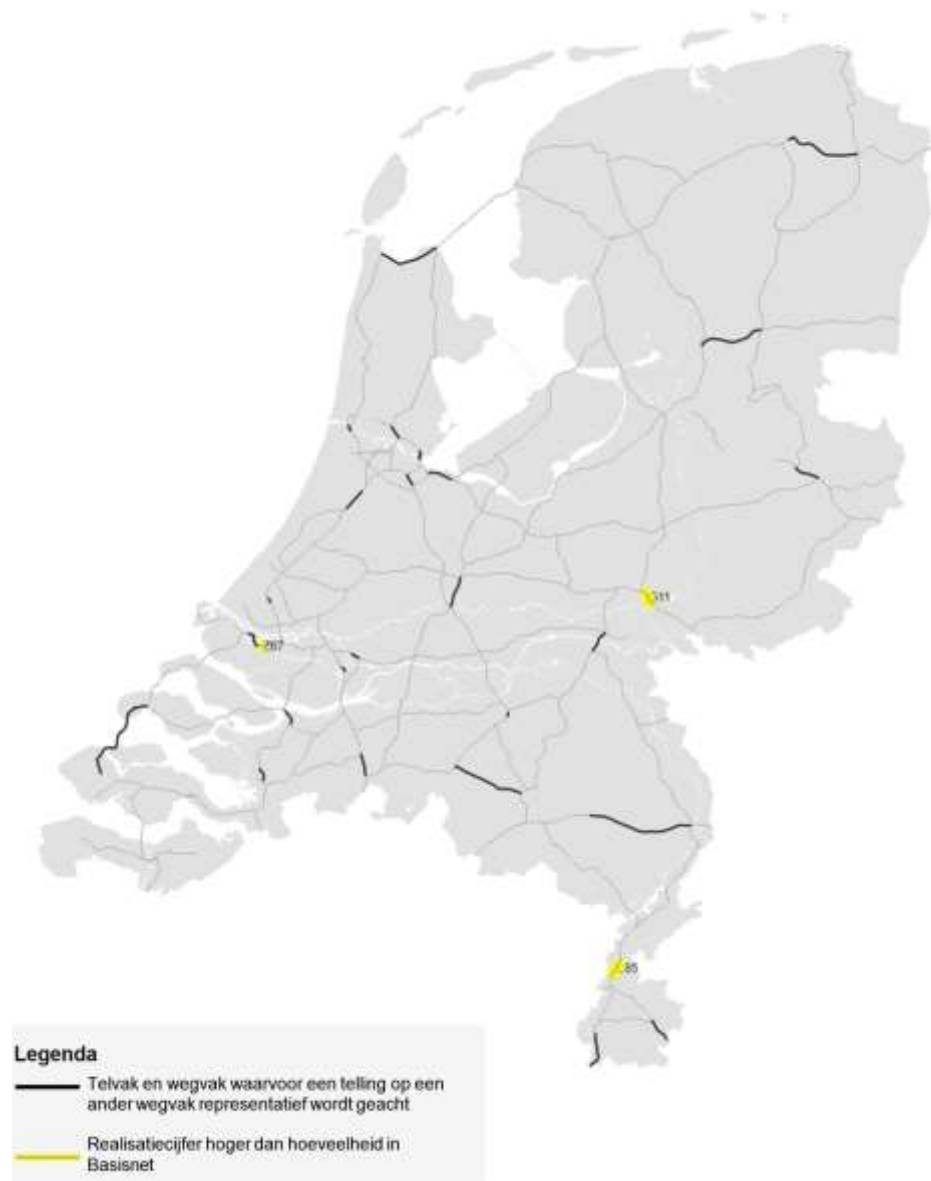 Legenda
Telvak en wegvak waarvoor een telling op een
ander wegvak representatief wordt geacht
Realisatiecijfer hoger dan hoeveelheid in
Basisnet